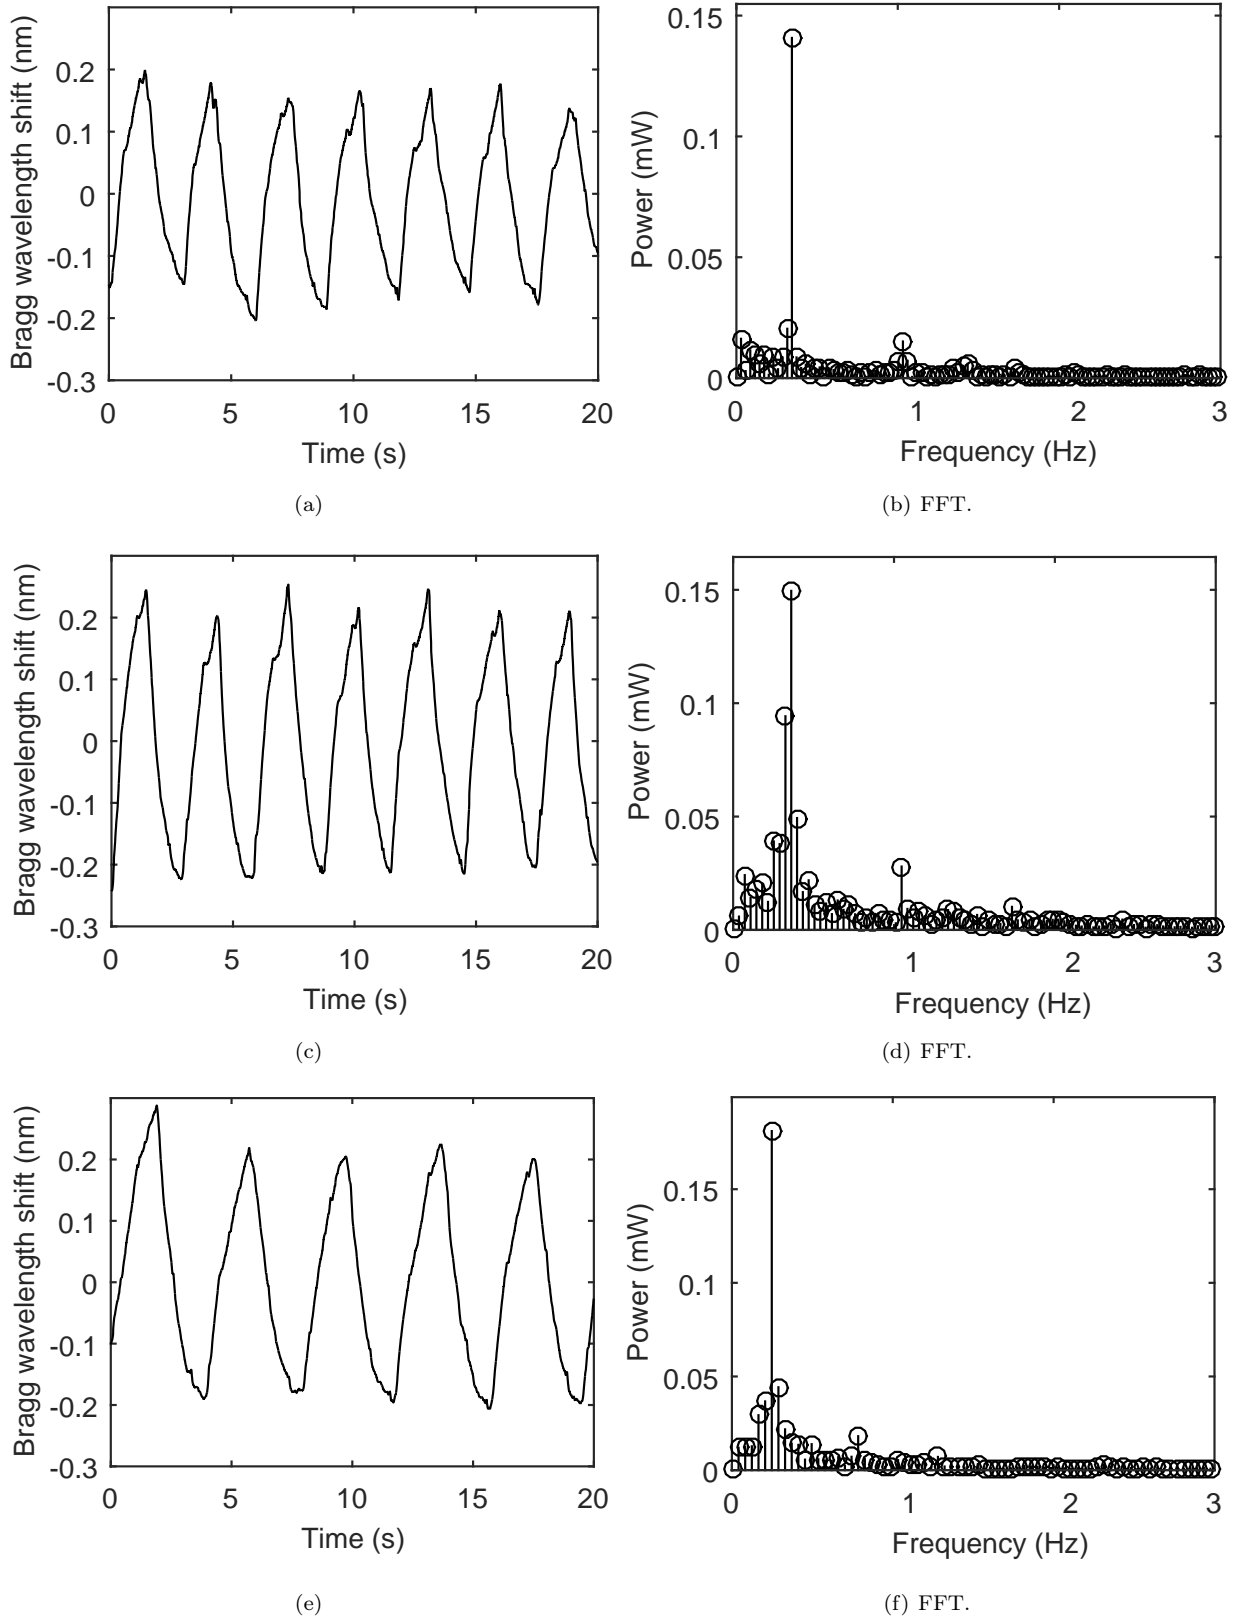 Bragg wavelength shift (nm)
0.2
0.1
0
-0.1
-0.2
-0.3
0 5 10 15 20
Time (s)
(a)
Power (mW)
0.15
0.1
0.05
0
0 1 2 3
Frequency (Hz)
(b) FFT.
Bragg wavelength shift (nm)
0.2
0.1
0
-0.1
-0.2
-0.3
0 5 10 15 20
Time (s)
(c)
Power (mW)
0.15
0.1
0.05
0
0 1 2 3
Frequency (Hz)
(d) FFT.
Bragg wavelength shift (nm)
0.2
0.1
0
-0.1
-0.2
-0.3
0 5 10 15 20
Time (s)
(e)
Power (mW)
0.15
0.1
0.05
0
0 1 2 3
Frequency (Hz)
(f) FFT.